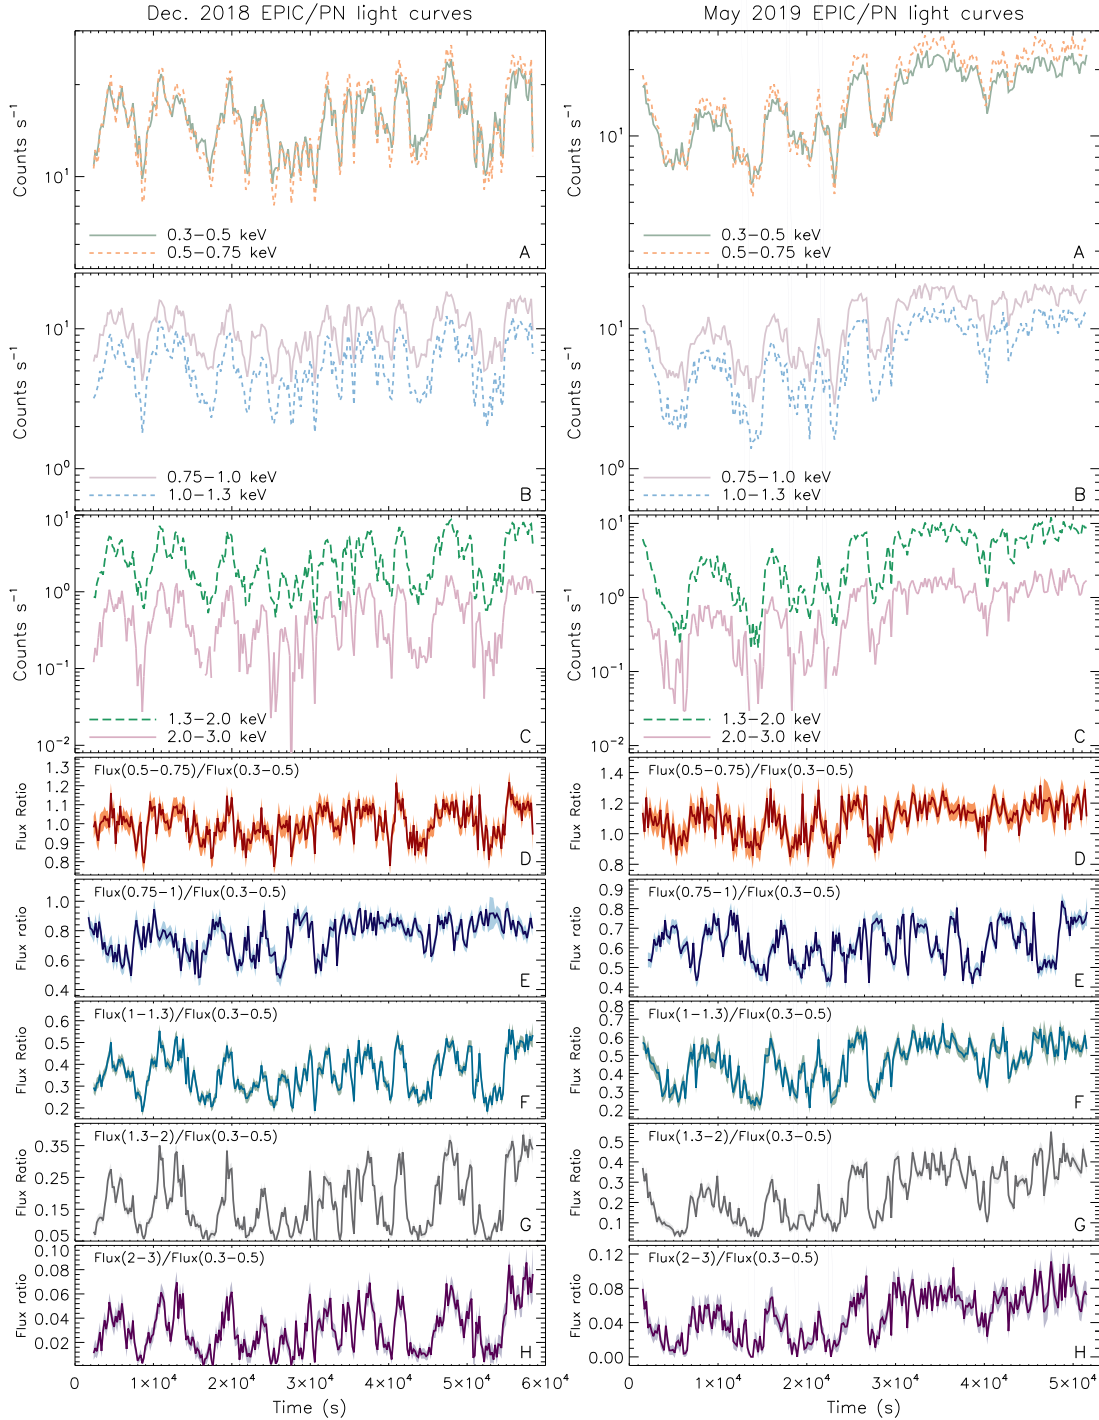 Dec. 2018 EPIC/PN light curves
May 2019 EPIC/PN light curves
Counts s⁻¹
10¹
0.3−0.5 keV
0.5−0.75 keV
A
Counts s⁻¹
10¹
0.3−0.5 keV
0.5−0.75 keV
A
Counts s⁻¹
10¹
10⁰
0.75−1.0 keV
1.0−1.3 keV
B
Counts s⁻¹
10¹
10⁰
0.75−1.0 keV
1.0−1.3 keV
B
Counts s⁻¹
10¹
10⁰
10⁻¹
10⁻²
1.3−2.0 keV
2.0−3.0 keV
C
Counts s⁻¹
10¹
10⁰
10⁻¹
10⁻²
1.3−2.0 keV
2.0−3.0 keV
C
Flux(0.5−0.75)/Flux(0.3−0.5)
Flux Ratio
1.3
1.2
1.1
1.0
0.9
0.8
D
Flux(0.5−0.75)/Flux(0.3−0.5)
Flux Ratio
1.4
1.2
1.0
0.8
D
Flux(0.75−1)/Flux(0.3−0.5)
Flux ratio
1.0
0.8
0.6
0.4
E
Flux(0.75−1)/Flux(0.3−0.5)
Flux ratio
0.9
0.8
0.7
0.6
0.5
0.4
E
Flux(1−1.3)/Flux(0.3−0.5)
Flux Ratio
0.6
0.5
0.4
0.3
0.2
F
Flux(1−1.3)/Flux(0.3−0.5)
Flux Ratio
0.8
0.7
0.6
0.5
0.4
0.3
0.2
F
Flux(1.3−2)/Flux(0.3−0.5)
Flux Ratio
0.35
0.25
0.15
0.05
G
Flux(1.3−2)/Flux(0.3−0.5)
Flux Ratio
0.5
0.4
0.3
0.2
0.1
G
Flux(2−3)/Flux(0.3−0.5)
Flux ratio
0.10
0.08
0.06
0.04
0.02
H
Flux(2−3)/Flux(0.3−0.5)
Flux ratio
0.12
0.08
0.04
0.00
H
0 1×10⁴ 2×10⁴ 3×10⁴ 4×10⁴ 5×10⁴ 6×10⁴
Time (s)
0 1×10⁴ 2×10⁴ 3×10⁴ 4×10⁴ 5×10⁴
Time (s)